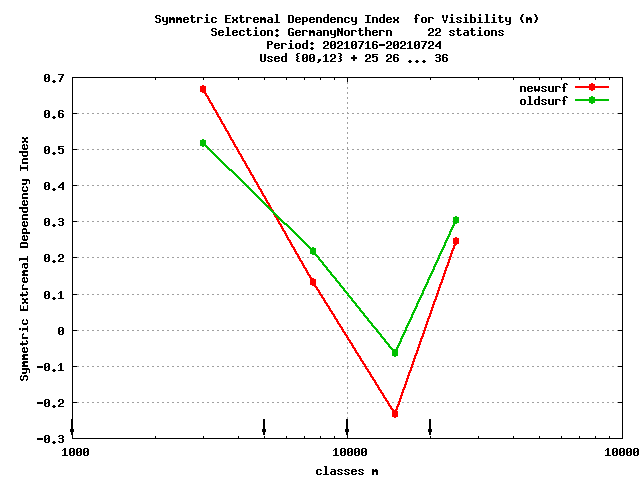 Symmetric Extremal Dependency Index for Visibility (m)
Selection: GermanyNorthern 22 stations
Period: 20210716-20210724
Used {00,12} + 25 26 ... 36
newsurf
oldsurf
Symmetric Extremal Dependency Index
0.7
0.6
0.5
0.4
0.3
0.2
0.1
0
-0.1
-0.2
-0.3
1000 10000 10000
classes m